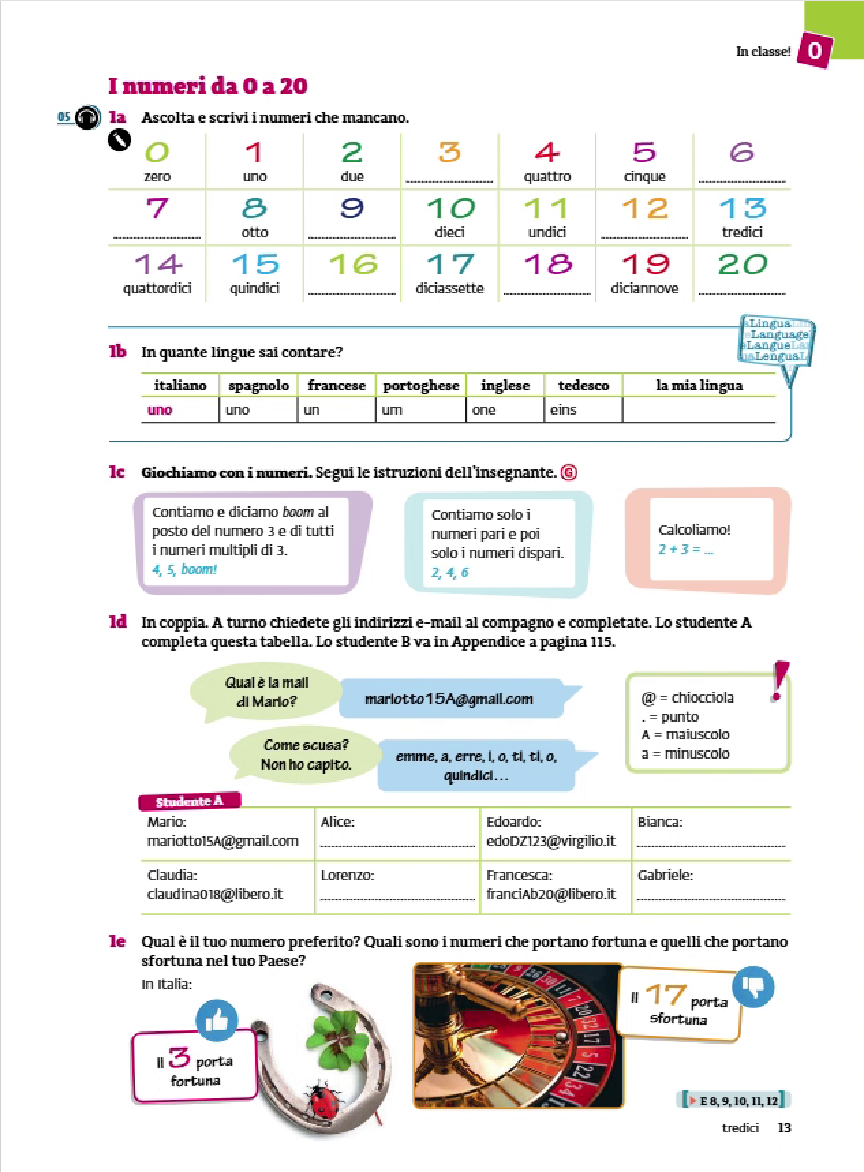 In classe! 0
I numeri da 0 a 20
05 1a Ascolta e scrivi i numeri che mancano.
0 1 2 3 4 5 6
zero uno due ........................ quattro cinque ........................
7 8 9 10 11 12 13
........................ otto ........................ dieci undici ........................ tredici
14 15 16 17 18 19 20
quattordici quindici ........................ diciassette ........................ diciannove ........................
aLingua
Language
eLangue La
uaLenguaL
1b In quante lingue sai contare?
italiano spagnolo francese portoghese inglese tedesco la mia lingua
uno uno un um one eins
1c Giochiamo con i numeri. Segui le istruzioni dell'insegnante. G
Contiamo e diciamo boom al
posto del numero 3 e di tutti
i numeri multipli di 3.
4, 5, boom!
Contiamo solo i
numeri pari e poi
solo i numeri dispari.
2, 4, 6
Calcoliamo!
2 + 3 = ...
1d In coppia. A turno chiedete gli indirizzi e-mail al compagno e completate. Lo studente A
completa questa tabella. Lo studente B va in Appendice a pagina 115.
Qual è la mail
di Mario?
mariotto15A@gmail.com
Come scusa?
Non ho capito.
emme, a, erre, i, o, ti, ti, o,
quindici...
!
@ = chiocciola
. = punto
A = maiuscolo
a = minuscolo
Studente A
Mario: Alice: Edoardo: Bianca:
mariotto15A@gmail.com ........................ edoDZ123@virgilio.it ........................
Claudia: Lorenzo: Francesca: Gabriele:
claudina018@libero.it ........................ franciAb20@libero.it ........................
1e Qual è il tuo numero preferito? Quali sono i numeri che portano fortuna e quelli che portano
sfortuna nel tuo Paese?
In Italia:
Il 3 porta
fortuna
Il 17 porta
sfortuna
E 8, 9, 10, 11, 12
tredici 13